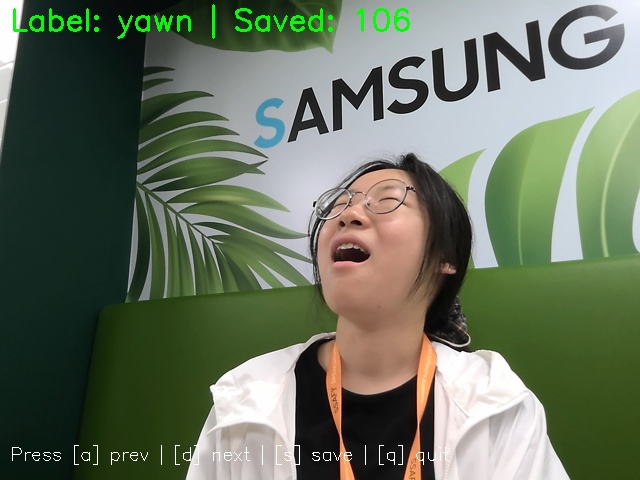 Label: yawn | Saved: 106
SAMSUNG
Press [a] prev | [d] next | [s] save | [q] quit